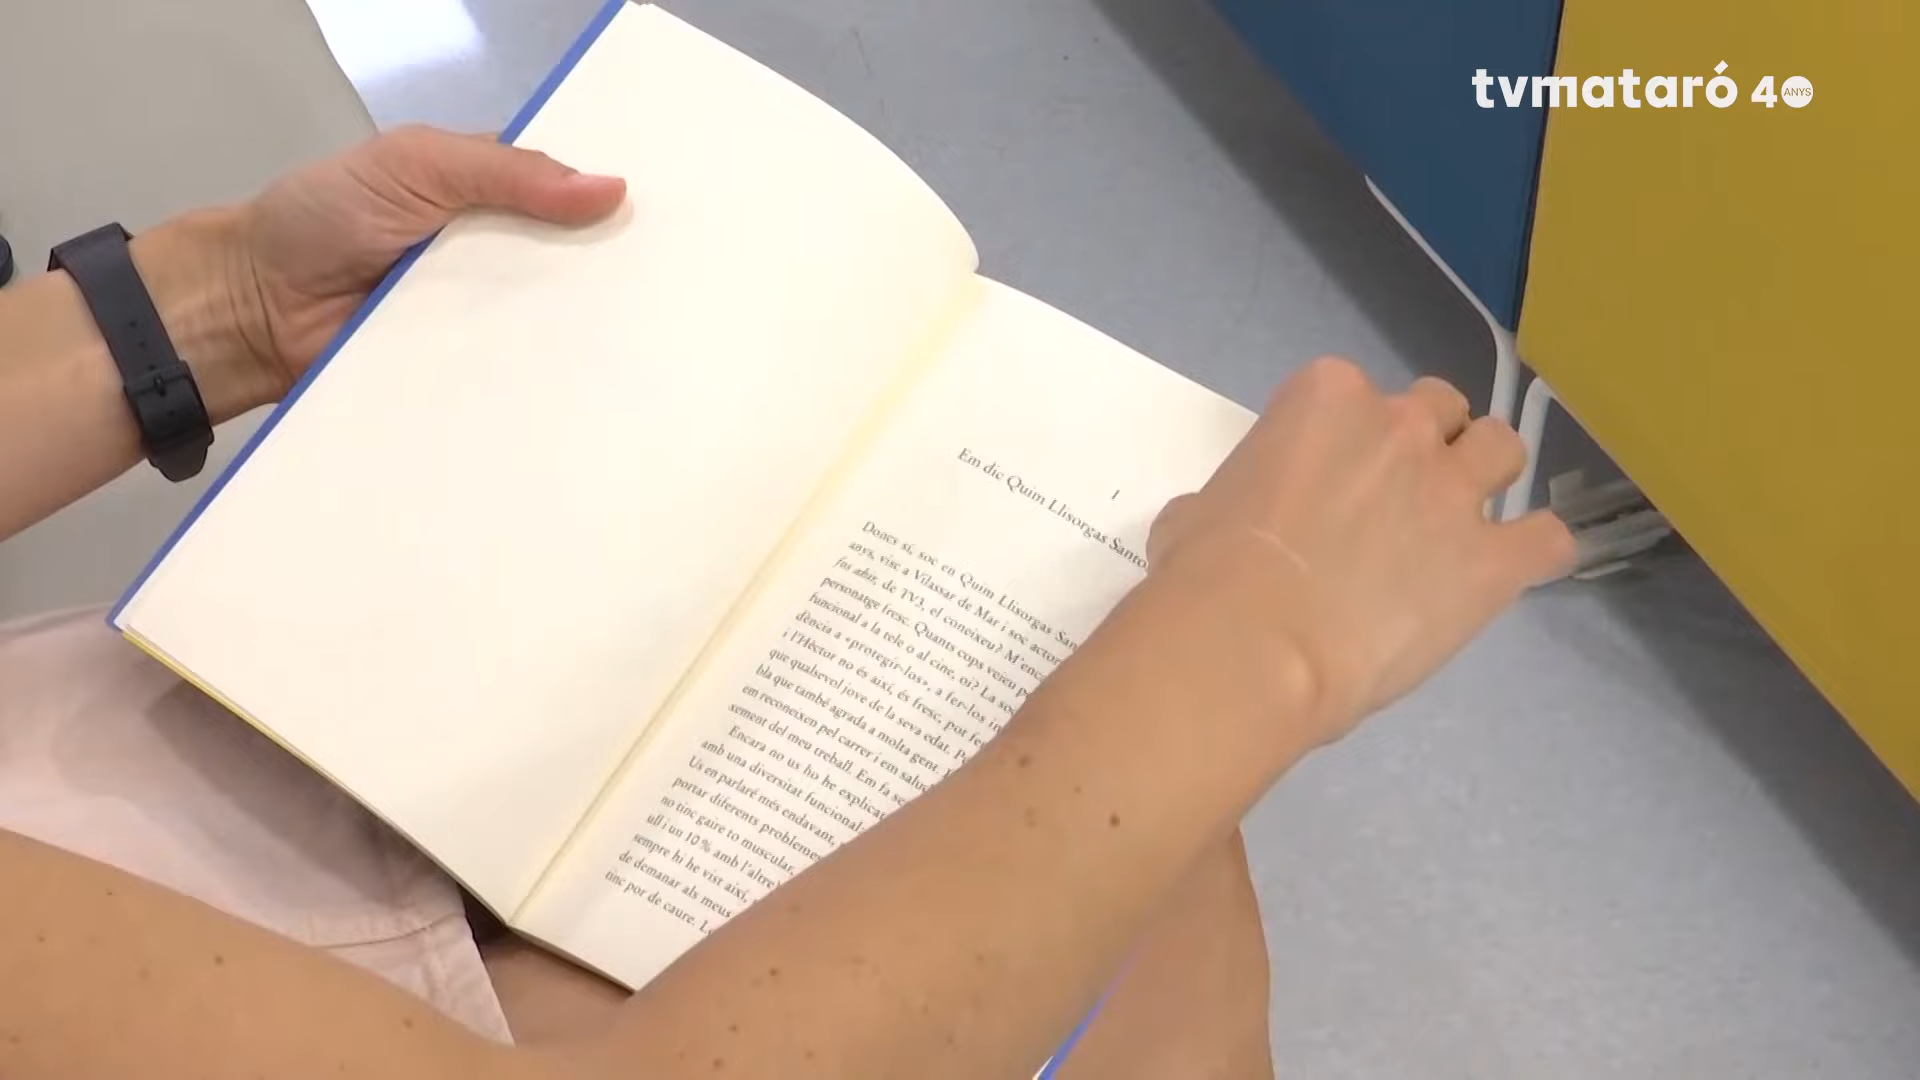 tvmataró 40
ANYS
1
Em dic Quim Llisorgas Santo
Doncs sí, soc en Quim Llisorgas San
anys, visc a Vilassar de Mar i soc actor
fos ahir, de TV3, el coneixeu? M'enca
personatge fresc. Quants cops veieu p
funcional a la tele o al cine, oi? La soc
dència a «protegir-los», a fer-los in
i l'Hèctor no és així, és fresc, pot fe
que qualsevol jove de la seva edat. P
bla que també agrada a molta gent.
em reconeixen pel carrer i em salu
xement del meu treball. Em fa se
Encara no us ho he explicat
amb una diversitat funcional
Us en parlaré més endavant,
portar diferents probleme
no tinc gaire to muscular,
ull i un 10 % amb l'altre
sempre hi he vist així,
de demanar als meus
tinc por de caure.